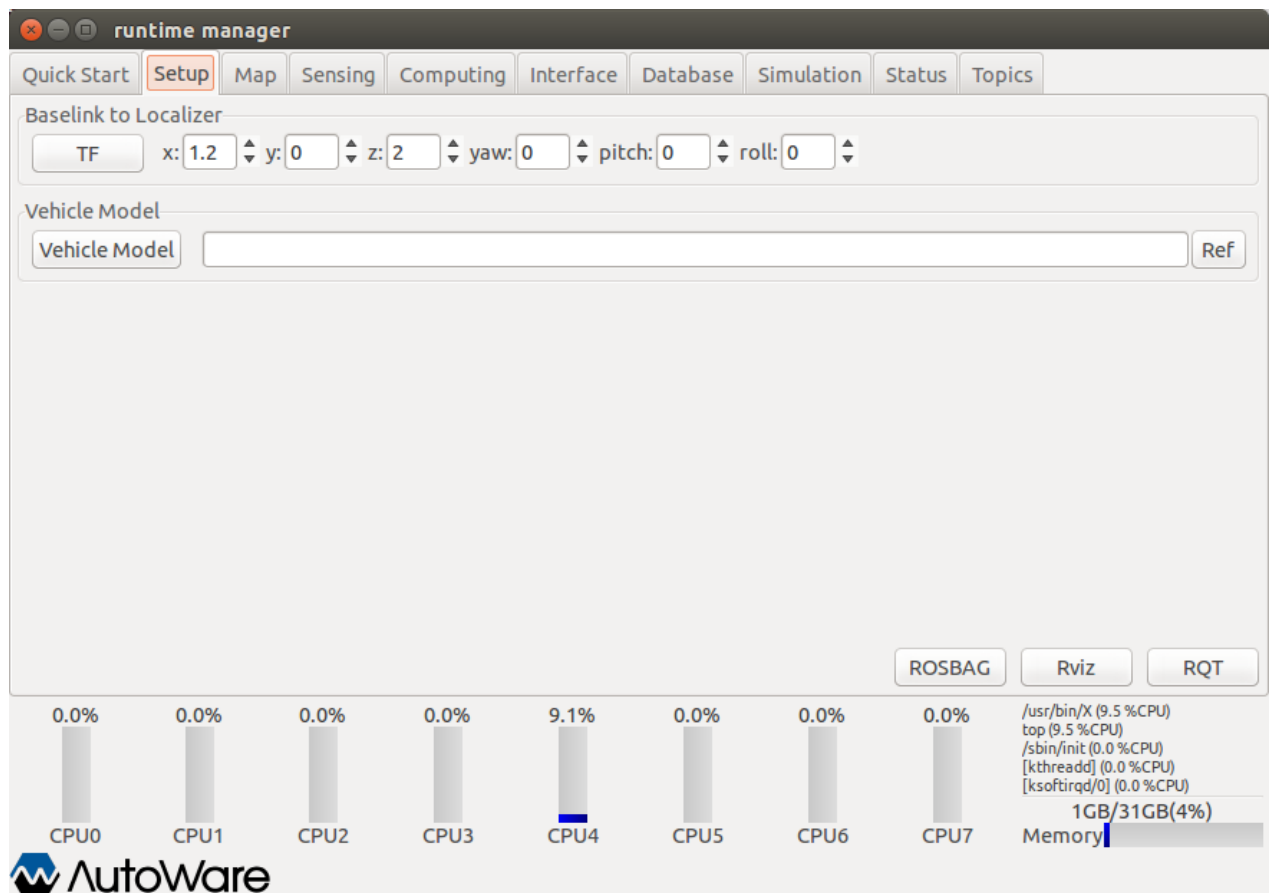 runtime manager
Quick Start Setup Map Sensing Computing Interface Database Simulation Status Topics
Baselink to Localizer
TF x: 1.2 y: 0 z: 2 yaw: 0 pitch: 0 roll: 0
Vehicle Model
Vehicle Model Ref
ROSBAG Rviz RQT
0.0% 0.0% 0.0% 0.0% 9.1% 0.0% 0.0% 0.0%
CPU0 CPU1 CPU2 CPU3 CPU4 CPU5 CPU6 CPU7
/usr/bin/X (9.5 %CPU)
top (9.5 %CPU)
/sbin/init (0.0 %CPU)
[kthreadd] (0.0 %CPU)
[ksoftirqd/0] (0.0 %CPU)
1GB/31GB(4%)
Memory
AutoWare